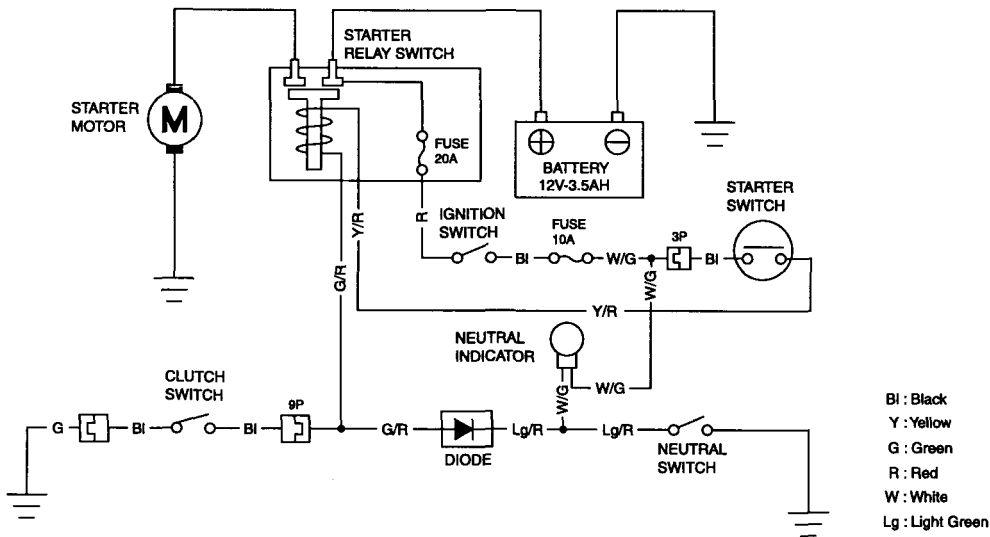 STARTER
RELAY SWITCH
STARTER
MOTOR
M
FUSE
20A
BATTERY
12V-3.5AH
STARTER
SWITCH
R
IGNITION
SWITCH
FUSE
10A
Y/R
G/R
Bl
W/G
3P
Bl
W/G
Y/R
NEUTRAL
INDICATOR
W/G
W/G
CLUTCH
SWITCH
9P
G
Bl
Bl
G/R
DIODE
Lg/R
Lg/R
NEUTRAL
SWITCH
Bl : Black
Y : Yellow
G : Green
R : Red
W : White
Lg : Light Green